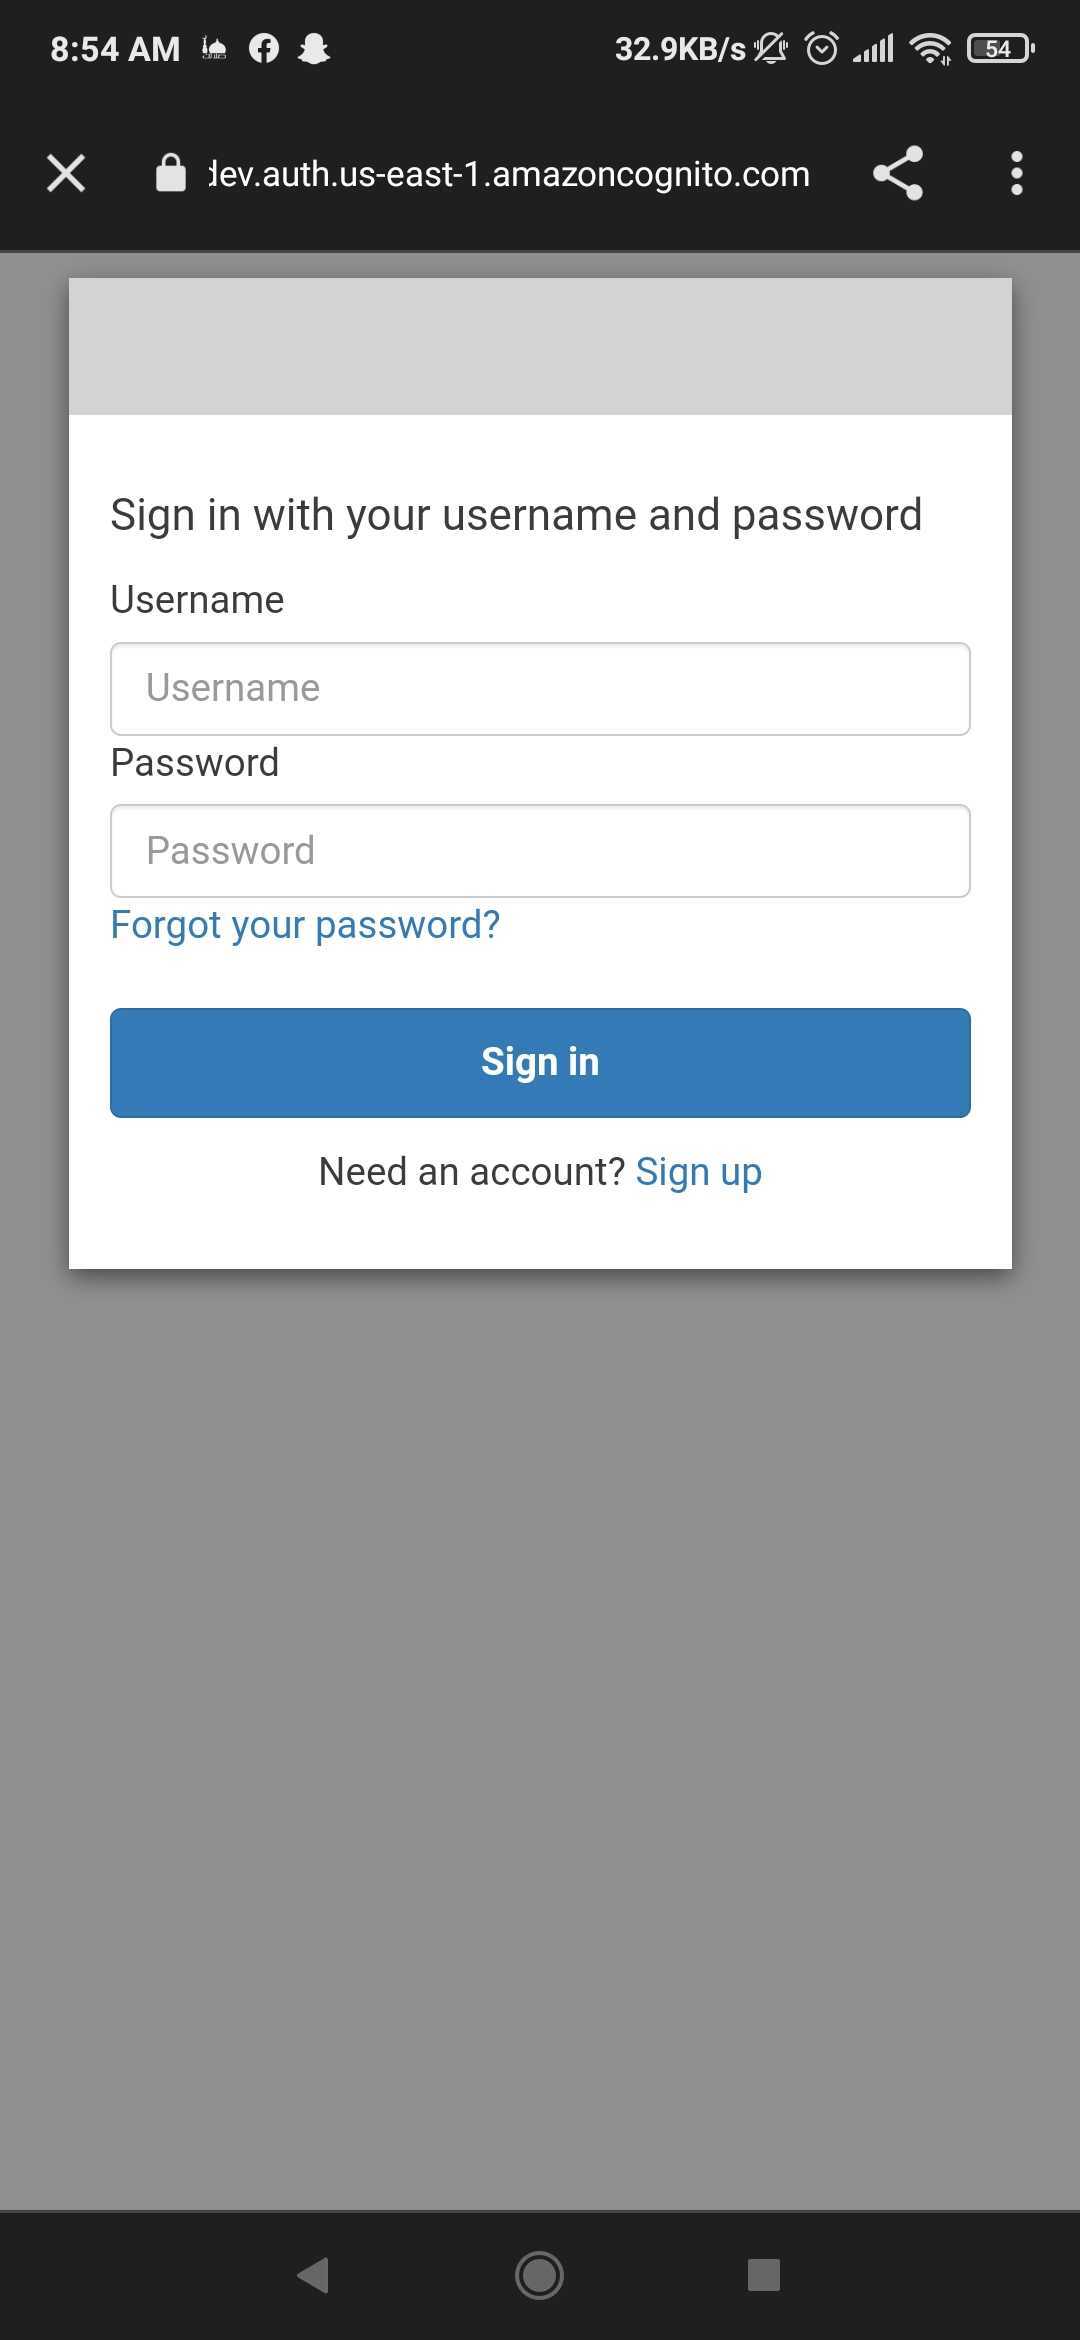 8:54 AM
32.9KB/s
54
dev.auth.us-east-1.amazoncognito.com
Sign in with your username and password
Username
Username
Password
Password
Forgot your password?
Sign in
Need an account? Sign up